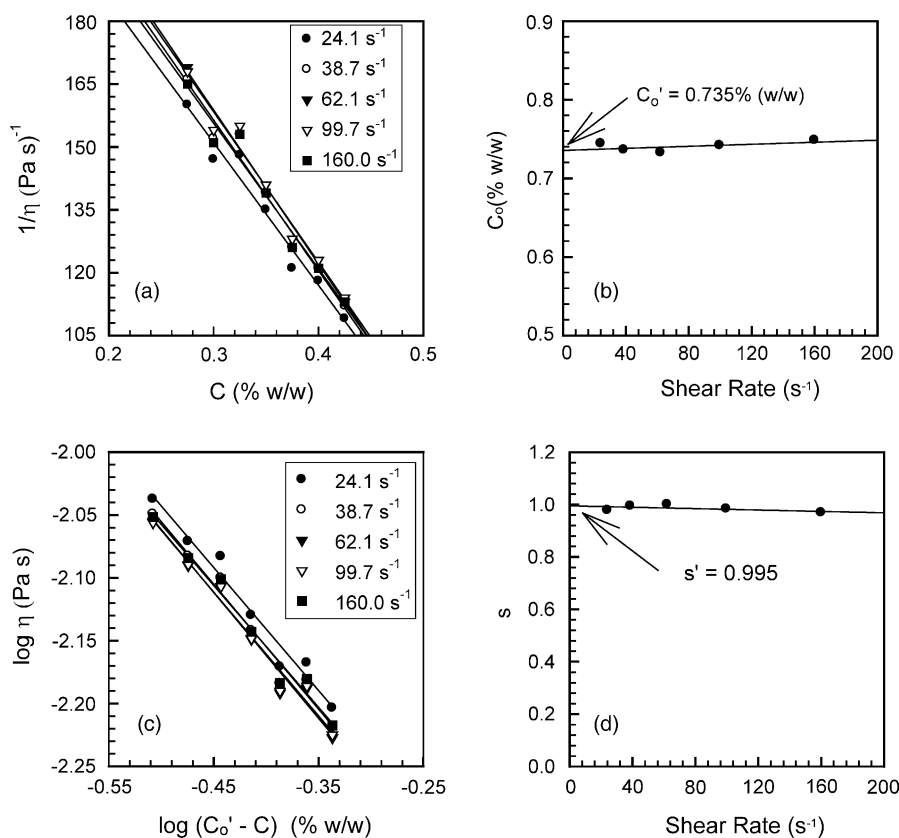 180
165
150
135
120
105
1/η (Pa s)⁻¹
24.1 s⁻¹
38.7 s⁻¹
62.1 s⁻¹
99.7 s⁻¹
160.0 s⁻¹
(a)
0.2 0.3 0.4 0.5
C (% w/w)
0.9
0.8
0.7
0.6
0.5
Cₒ(% w/w)
Cₒ' = 0.735% (w/w)
(b)
0 40 80 120 160 200
Shear Rate (s⁻¹)
-2.00
-2.05
-2.10
-2.15
-2.20
-2.25
log η (Pa s)
24.1 s⁻¹
38.7 s⁻¹
62.1 s⁻¹
99.7 s⁻¹
160.0 s⁻¹
(c)
-0.55 -0.45 -0.35 -0.25
log (Cₒ' - C) (% w/w)
1.2
1.0
0.8
0.6
0.4
0.2
0.0
s
s' = 0.995
(d)
0 40 80 120 160 200
Shear Rate (s⁻¹)